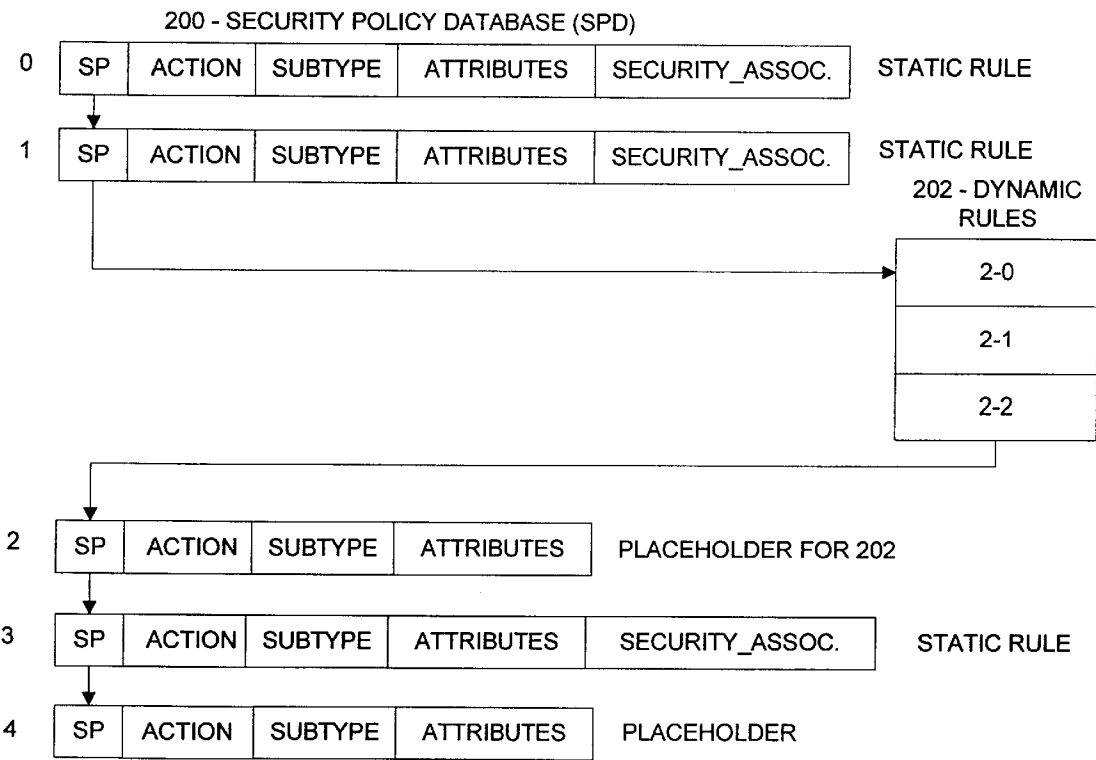 200 - SECURITY POLICY DATABASE (SPD)
0 SP ACTION SUBTYPE ATTRIBUTES SECURITY_ASSOC. STATIC RULE
1 SP ACTION SUBTYPE ATTRIBUTES SECURITY_ASSOC. STATIC RULE
202 - DYNAMIC
RULES
2-0
2-1
2-2
2 SP ACTION SUBTYPE ATTRIBUTES PLACEHOLDER FOR 202
3 SP ACTION SUBTYPE ATTRIBUTES SECURITY_ASSOC. STATIC RULE
4 SP ACTION SUBTYPE ATTRIBUTES PLACEHOLDER